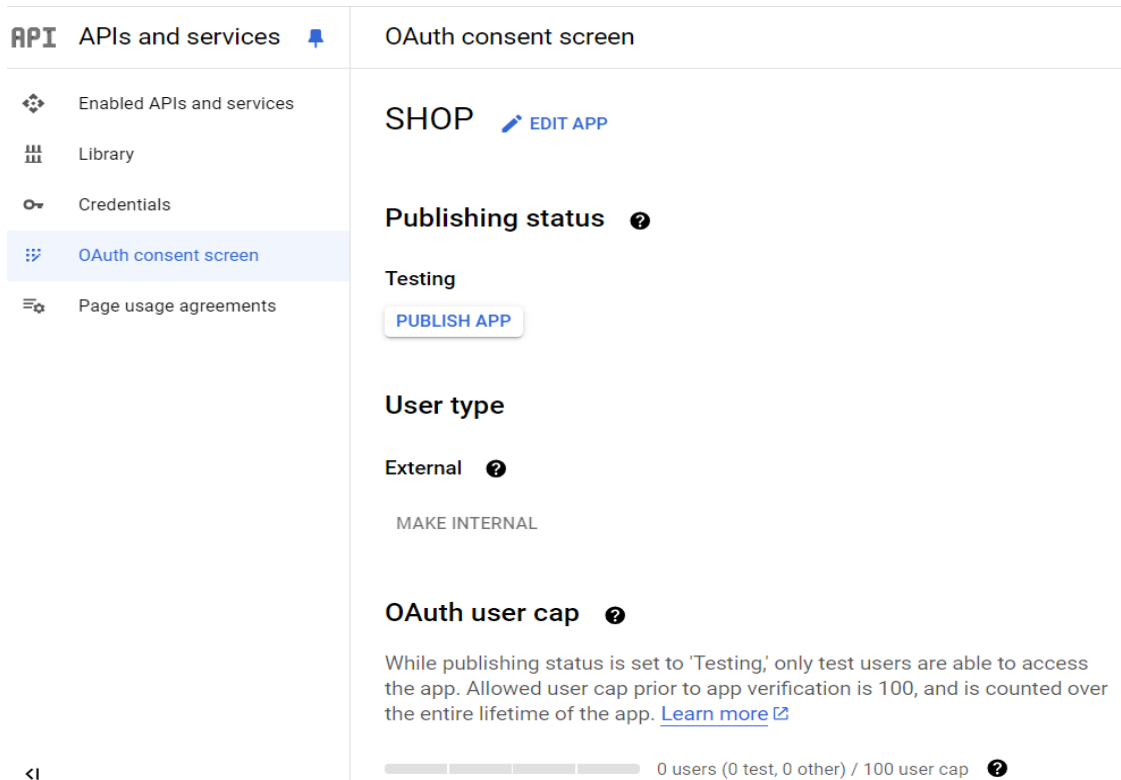 API APIs and services
OAuth consent screen
Enabled APIs and services
Library
Credentials
OAuth consent screen
Page usage agreements
SHOP
EDIT APP
Publishing status
Testing
PUBLISH APP
User type
External
MAKE INTERNAL
OAuth user cap
While publishing status is set to 'Testing,' only test users are able to access
the app. Allowed user cap prior to app verification is 100, and is counted over
the entire lifetime of the app. Learn more
0 users (0 test, 0 other) / 100 user cap